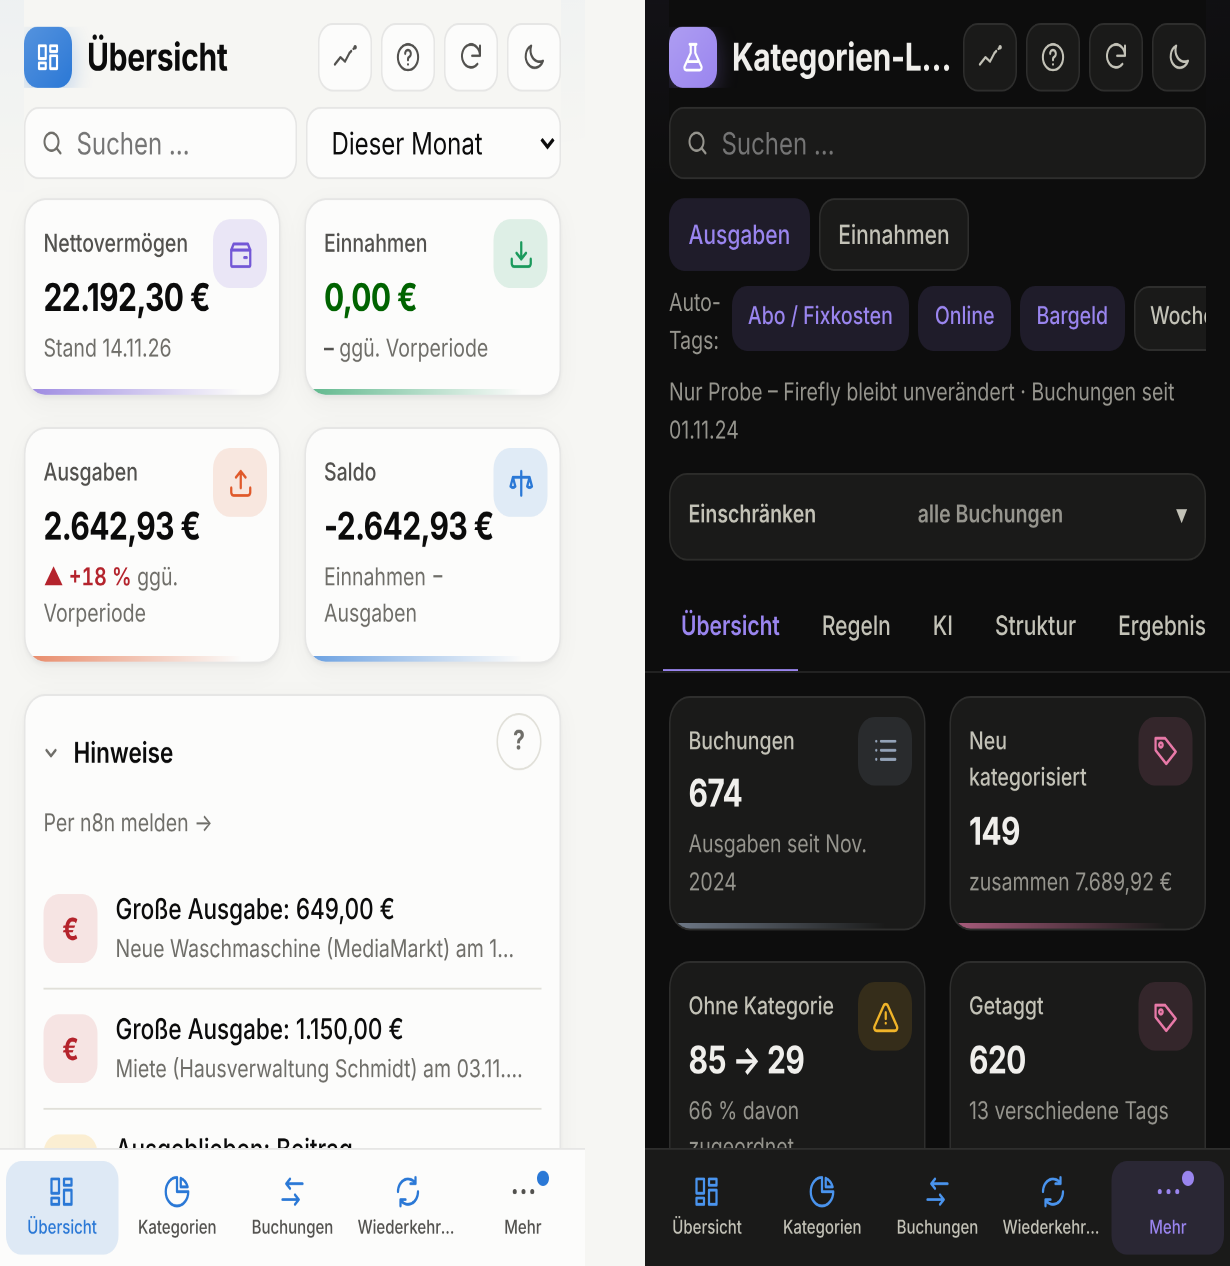 Übersicht
Suchen ...
Dieser Monat
Nettovermögen
22.192,30 €
Stand 14.11.26
Einnahmen
0,00 €
– ggü. Vorperiode
Ausgaben
2.642,93 €
▲ +18 % ggü.
Vorperiode
Saldo
-2.642,93 €
Einnahmen –
Ausgaben
Hinweise
?
Per n8n melden →
€
Große Ausgabe: 649,00 €
Neue Waschmaschine (MediaMarkt) am 1...
€
Große Ausgabe: 1.150,00 €
Miete (Hausverwaltung Schmidt) am 03.11....
Ausgeblieben: Beitrag
Übersicht
Kategorien
Buchungen
Wiederkehr...
Mehr
Kategorien-L...
Suchen ...
Ausgaben
Einnahmen
Auto-
Tags:
Abo / Fixkosten
Online
Bargeld
Woche
Nur Probe – Firefly bleibt unverändert · Buchungen seit
01.11.24
Einschränken
alle Buchungen
▼
Übersicht
Regeln
KI
Struktur
Ergebnis
Buchungen
674
Ausgaben seit Nov.
2024
Neu
kategorisiert
149
zusammen 7.689,92 €
Ohne Kategorie
85 → 29
66 % davon
zugeordnet
Getaggt
620
13 verschiedene Tags
Übersicht
Kategorien
Buchungen
Wiederkehr...
Mehr